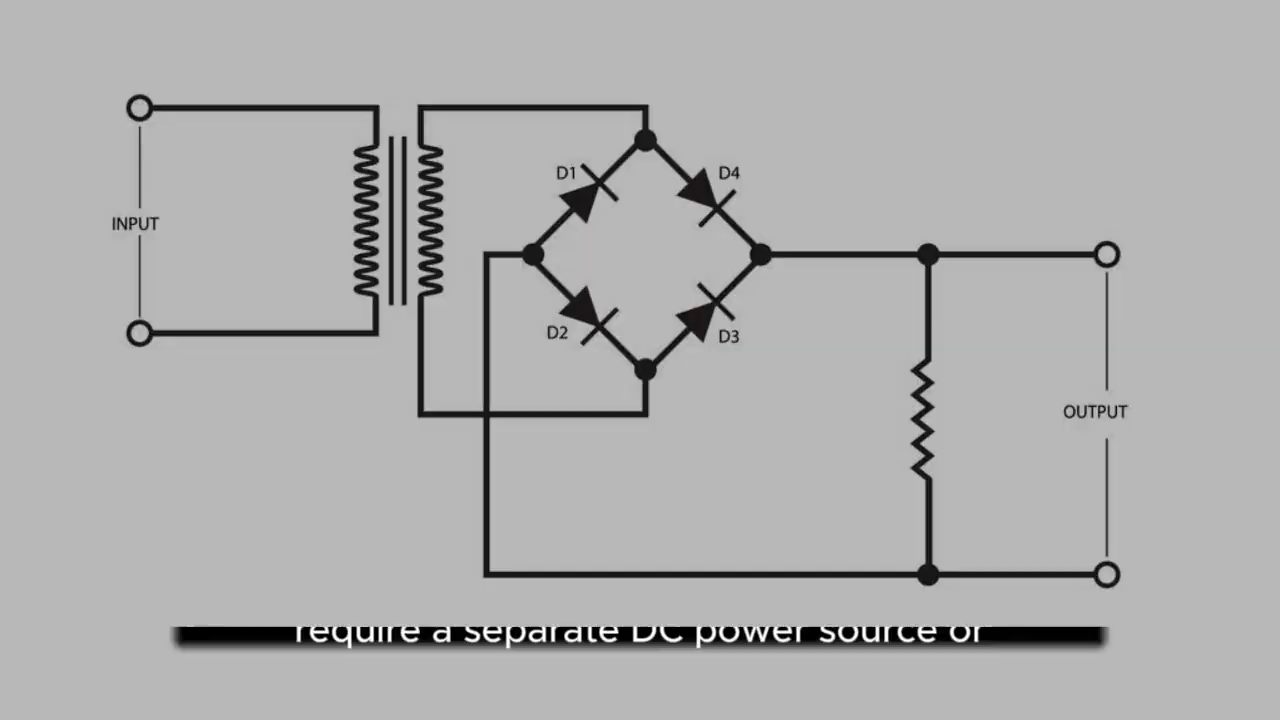 D1
D4
INPUT
D2
D3
OUTPUT
require a separate DC power source or